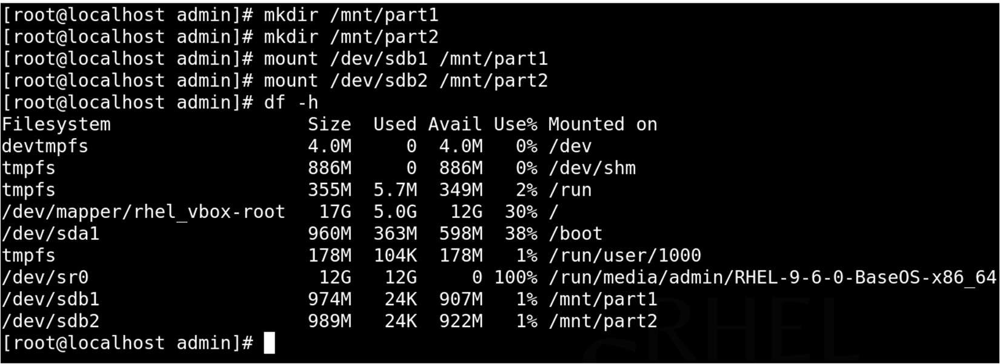 [root@localhost admin]# mkdir /mnt/part1
[root@localhost admin]# mkdir /mnt/part2
[root@localhost admin]# mount /dev/sdb1 /mnt/part1
[root@localhost admin]# mount /dev/sdb2 /mnt/part2
[root@localhost admin]# df -h
Filesystem                  Size  Used Avail Use% Mounted on
devtmpfs                    4.0M     0  4.0M   0% /dev
tmpfs                       886M     0  886M   0% /dev/shm
tmpfs                       355M  5.7M  349M   2% /run
/dev/mapper/rhel_vbox-root   17G  5.0G   12G  30% /
/dev/sda1                   960M  363M  598M  38% /boot
tmpfs                       178M  104K  178M   1% /run/user/1000
/dev/sr0                     12G   12G     0 100% /run/media/admin/RHEL-9-6-0-BaseOS-x86_64
/dev/sdb1                   974M   24K  907M   1% /mnt/part1
/dev/sdb2                   989M   24K  922M   1% /mnt/part2
[root@localhost admin]#
RHEL